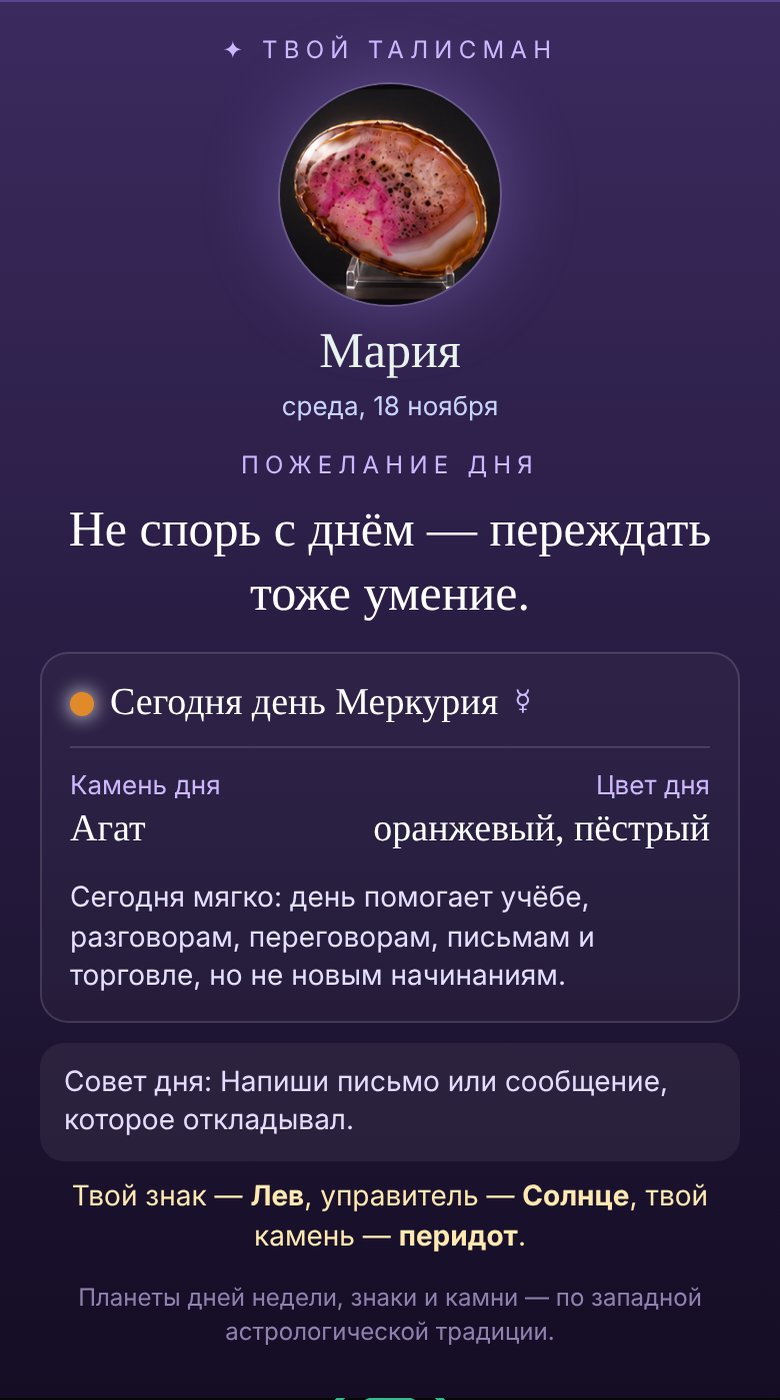 ✦ ТВОЙ ТАЛИСМАН
Мария
среда, 18 ноября
ПОЖЕЛАНИЕ ДНЯ
Не спорь с днём — переждать
тоже умение.
Сегодня день Меркурия ☿
Камень дня
Цвет дня
Агат
оранжевый, пёстрый
Сегодня мягко: день помогает учёбе,
разговорам, переговорам, письмам и
торговле, но не новым начинаниям.
Совет дня: Напиши письмо или сообщение,
которое откладывал.
Твой знак — Лев, управитель — Солнце, твой
камень — перидот.
Планеты дней недели, знаки и камни — по западной
астрологической традиции.